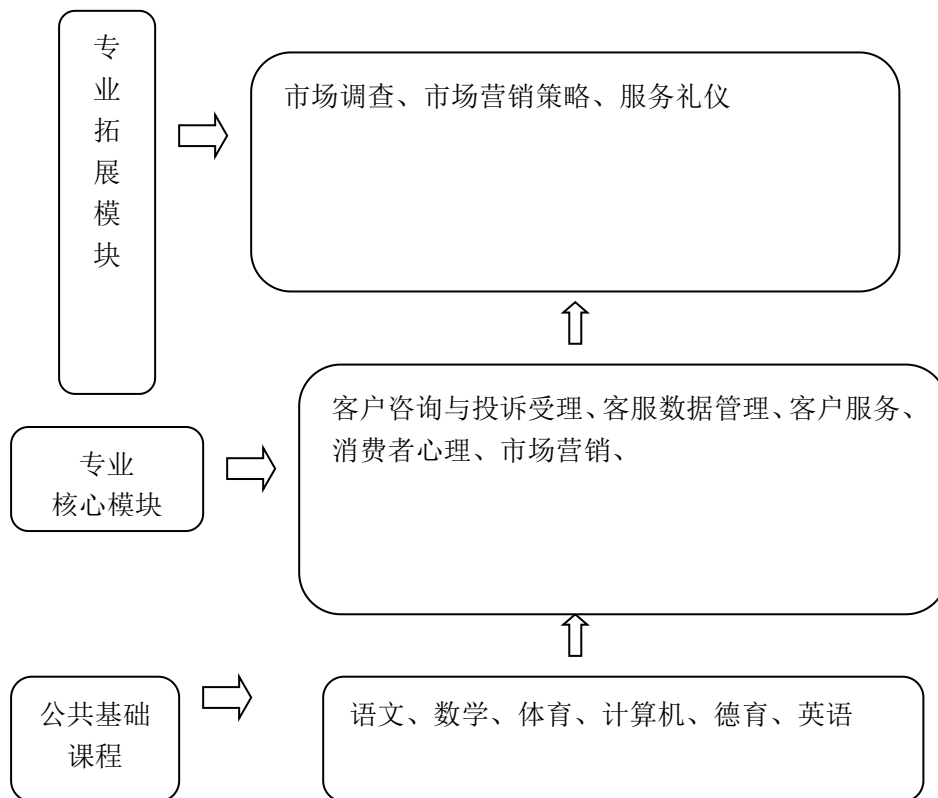 专
业
拓
展
模
块
市场调查、市场营销策略、服务礼仪
专业
核心模块
客户咨询与投诉受理、客服数据管理、客户服务、
消费者心理、市场营销、
公共基础
课程
语文、数学、体育、计算机、德育、英语